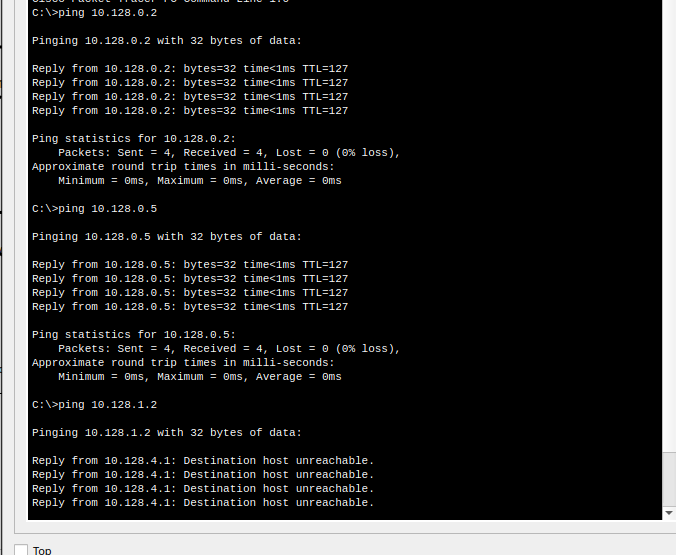 C:\>ping 10.128.0.2
Pinging 10.128.0.2 with 32 bytes of data:
Reply from 10.128.0.2: bytes=32 time<1ms TTL=127
Reply from 10.128.0.2: bytes=32 time<1ms TTL=127
Reply from 10.128.0.2: bytes=32 time<1ms TTL=127
Reply from 10.128.0.2: bytes=32 time<1ms TTL=127
Ping statistics for 10.128.0.2:
Packets: Sent = 4, Received = 4, Lost = 0 (0% loss),
Approximate round trip times in milli-seconds:
Minimum = 0ms, Maximum = 0ms, Average = 0ms
C:\>ping 10.128.0.5
Pinging 10.128.0.5 with 32 bytes of data:
Reply from 10.128.0.5: bytes=32 time<1ms TTL=127
Reply from 10.128.0.5: bytes=32 time<1ms TTL=127
Reply from 10.128.0.5: bytes=32 time<1ms TTL=127
Reply from 10.128.0.5: bytes=32 time<1ms TTL=127
Ping statistics for 10.128.0.5:
Packets: Sent = 4, Received = 4, Lost = 0 (0% loss),
Approximate round trip times in milli-seconds:
Minimum = 0ms, Maximum = 0ms, Average = 0ms
C:\>ping 10.128.1.2
Pinging 10.128.1.2 with 32 bytes of data:
Reply from 10.128.4.1: Destination host unreachable.
Reply from 10.128.4.1: Destination host unreachable.
Reply from 10.128.4.1: Destination host unreachable.
Reply from 10.128.4.1: Destination host unreachable.
Top